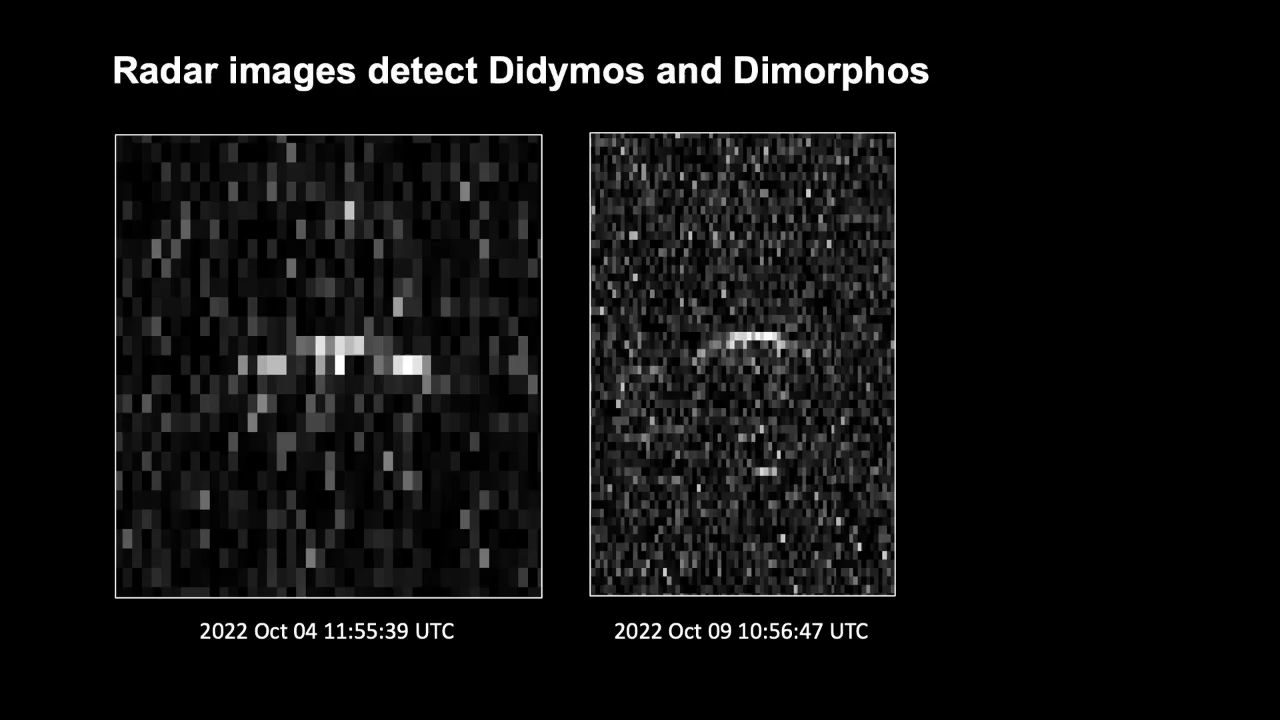 Radar images detect Didymos and Dimorphos
2022 Oct 04 11:55:39 UTC
2022 Oct 09 10:56:47 UTC